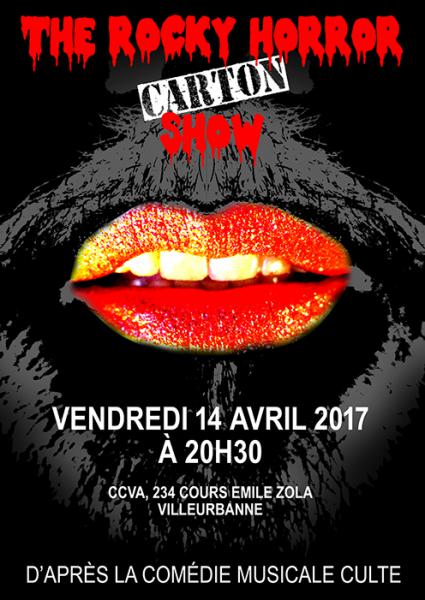 THE ROCKY HORROR
CARTON
SHOW
VENDREDI 14 AVRIL 2017
À 20H30
CCVA, 234 COURS EMILE ZOLA
VILLEURBANNE
D'APRÈS LA COMÉDIE MUSICALE CULTE